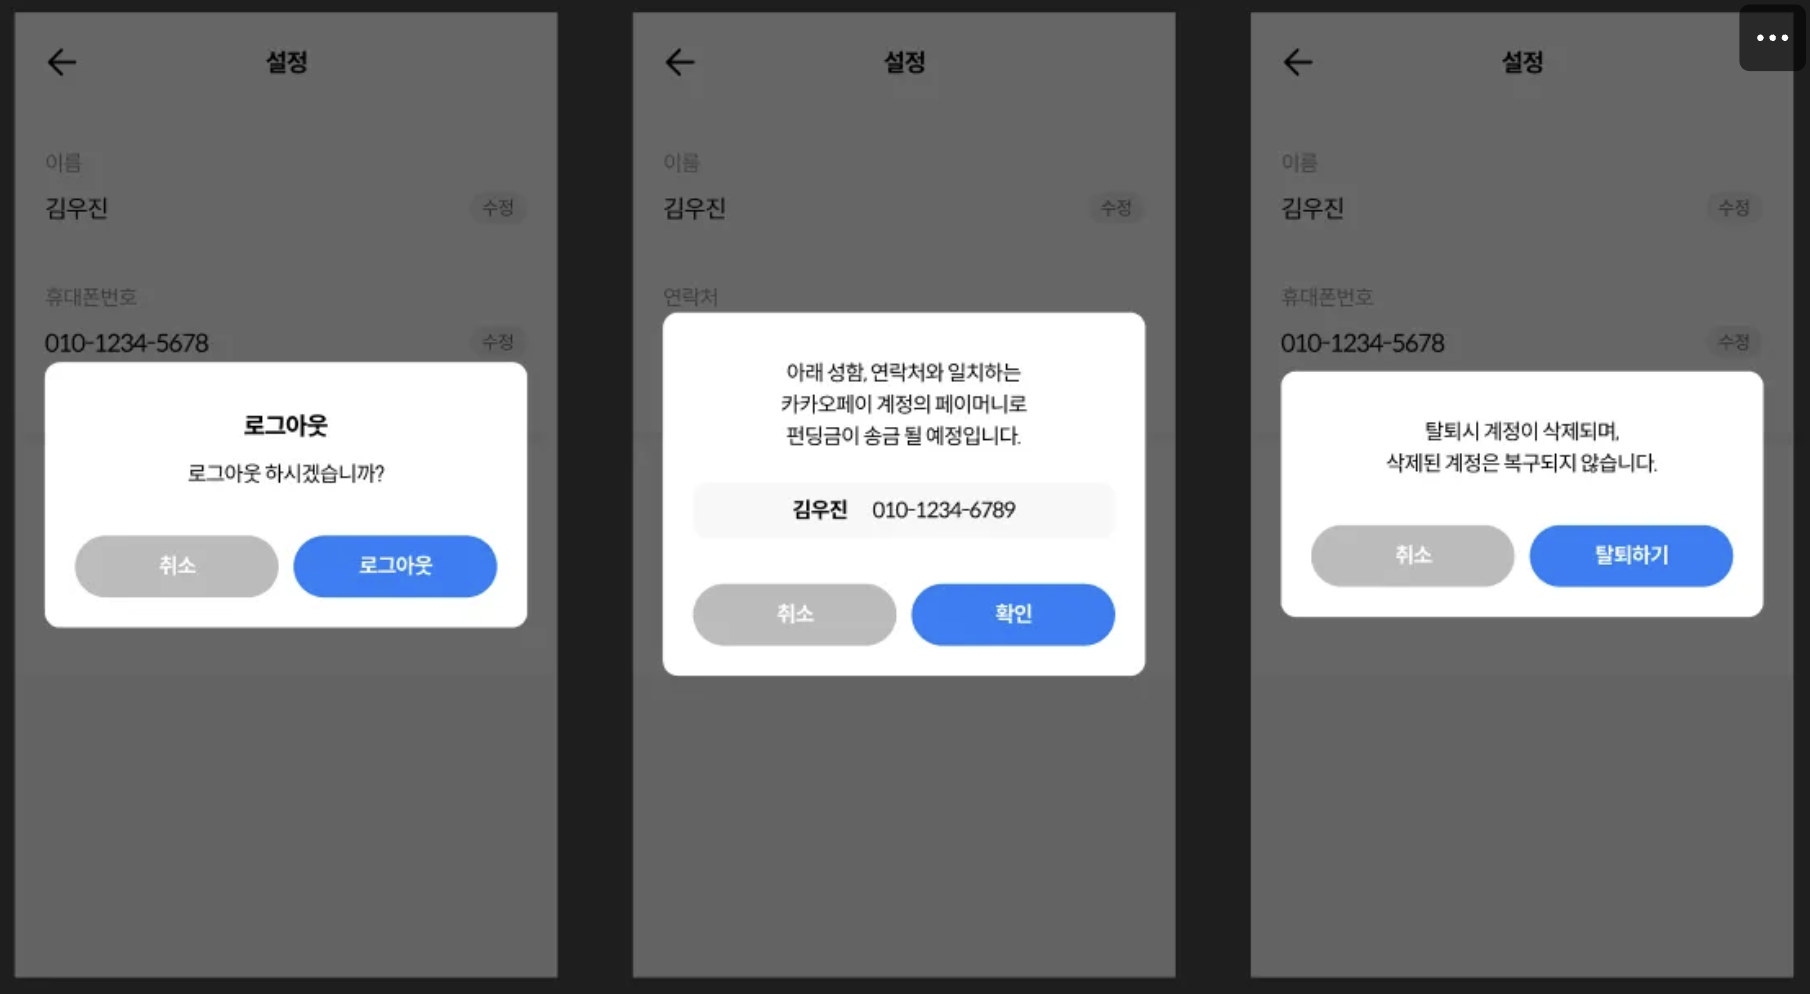 설정
이름
김우진
수정
휴대폰번호
010-1234-5678
수정
로그아웃
로그아웃 하시겠습니까?
취소
로그아웃
설정
이름
김우진
수정
연락처
아래 성함, 연락처와 일치하는
카카오페이 계정의 페이머니로
펀딩금이 송금 될 예정입니다.
김우진 010-1234-6789
취소
확인
설정
이름
김우진
수정
휴대폰번호
010-1234-5678
수정
탈퇴시 계정이 삭제되며,
삭제된 계정은 복구되지 않습니다.
취소
탈퇴하기